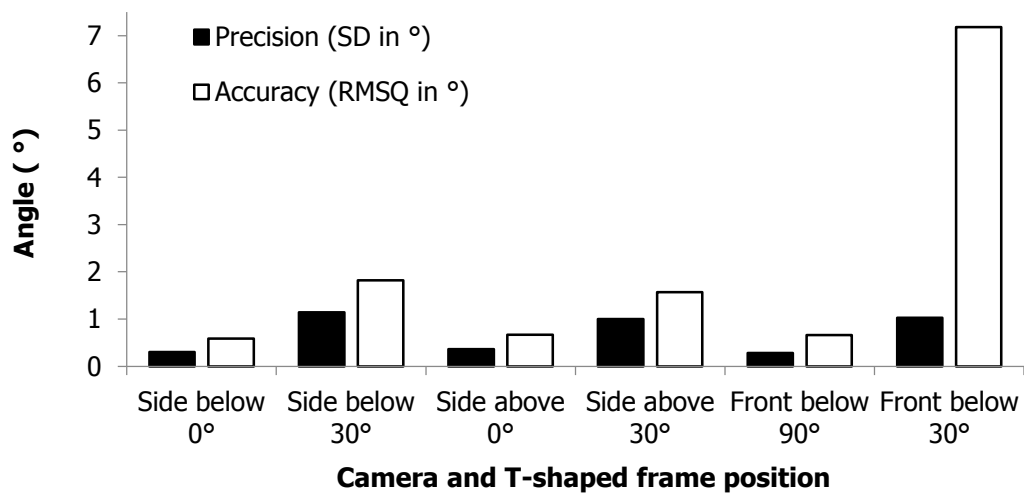 Precision (SD in °)
Accuracy (RMSQ in °)
Angle ( °)
7
6
5
4
3
2
1
0
Side below Side below Side above Side above Front below Front below
0° 30° 0° 30° 90° 30°
Camera and T-shaped frame position